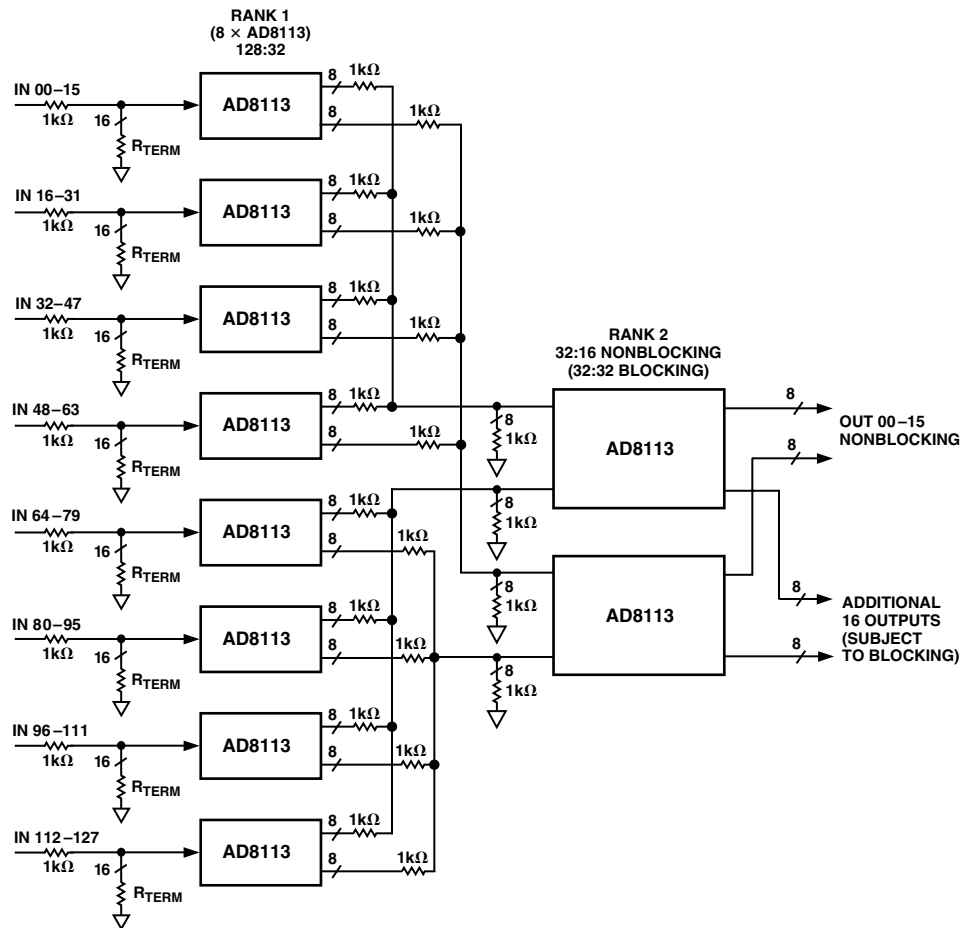 RANK 1
(8 × AD8113)
128:32
IN 00–15
1kΩ
16
RTERM
AD8113
8
1kΩ
8
1kΩ
IN 16–31
1kΩ
16
RTERM
AD8113
8
1kΩ
8
1kΩ
IN 32–47
1kΩ
16
RTERM
AD8113
8
1kΩ
8
1kΩ
IN 48–63
1kΩ
16
RTERM
AD8113
8
1kΩ
8
1kΩ
IN 64–79
1kΩ
16
RTERM
AD8113
8
1kΩ
8
1kΩ
IN 80–95
1kΩ
16
RTERM
AD8113
8
1kΩ
8
1kΩ
IN 96–111
1kΩ
16
RTERM
AD8113
8
1kΩ
8
1kΩ
IN 112–127
1kΩ
16
RTERM
AD8113
8
1kΩ
8
1kΩ
RANK 2
32:16 NONBLOCKING
(32:32 BLOCKING)
8
1kΩ
8
1kΩ
AD8113
8
1kΩ
8
1kΩ
AD8113
8
8
OUT 00–15
NONBLOCKING
8
8
ADDITIONAL
16 OUTPUTS
(SUBJECT
TO BLOCKING)